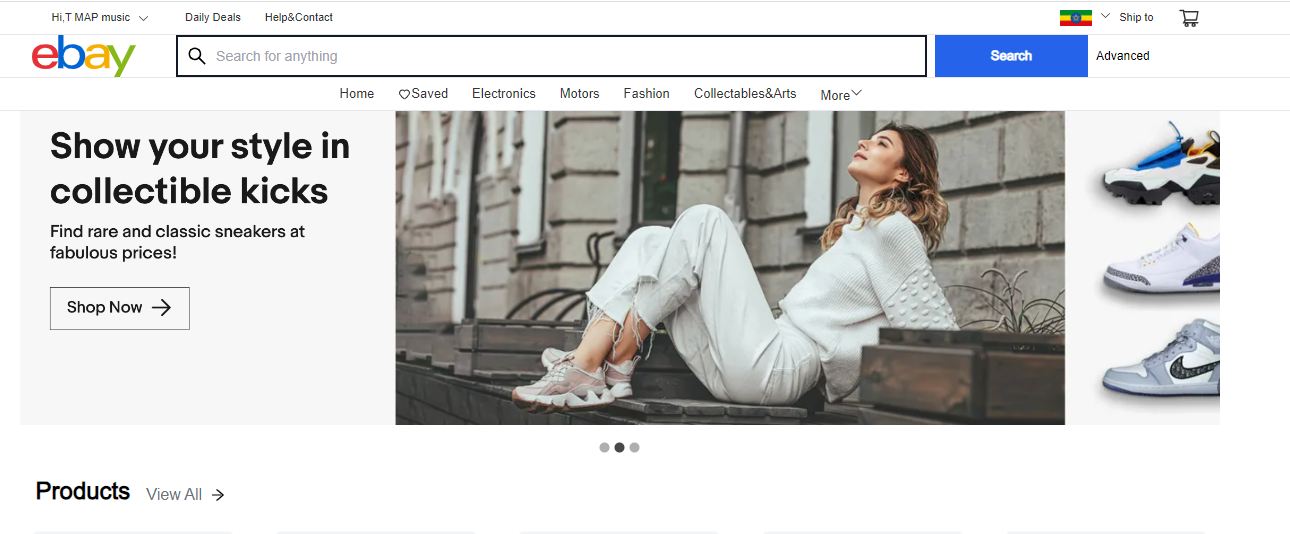 Hi,T MAP music Daily Deals Help&Contact Ship to
ebay Search for anything Search Advanced
Home Saved Electronics Motors Fashion Collectables&Arts More
Show your style in
collectible kicks
Find rare and classic sneakers at
fabulous prices!
Shop Now
Products View All